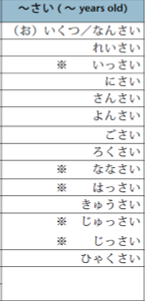 ～さい (～ years old)
（お）いくつ／なんさい
れいさい
※ いっさい
にさい
さんさい
よんさい
ごさい
ろくさい
※ ななさい
※ はっさい
きゅうさい
※ じゅっさい
※ じっさい
ひゃくさい